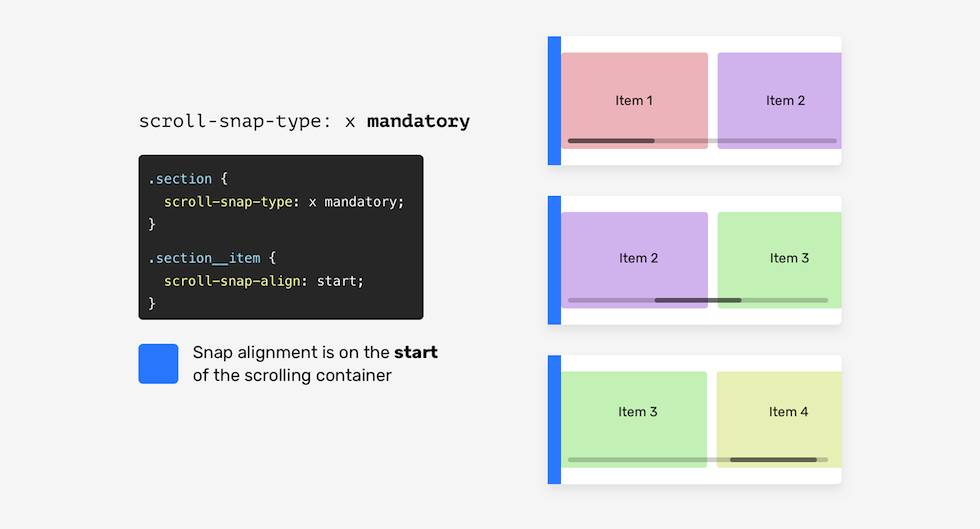 scroll-snap-type: x mandatory
.section {
scroll-snap-type: x mandatory;
}
.section__item {
scroll-snap-align: start;
}
Snap alignment is on the start
of the scrolling container
Item 1
Item 2
Item 2
Item 3
Item 3
Item 4